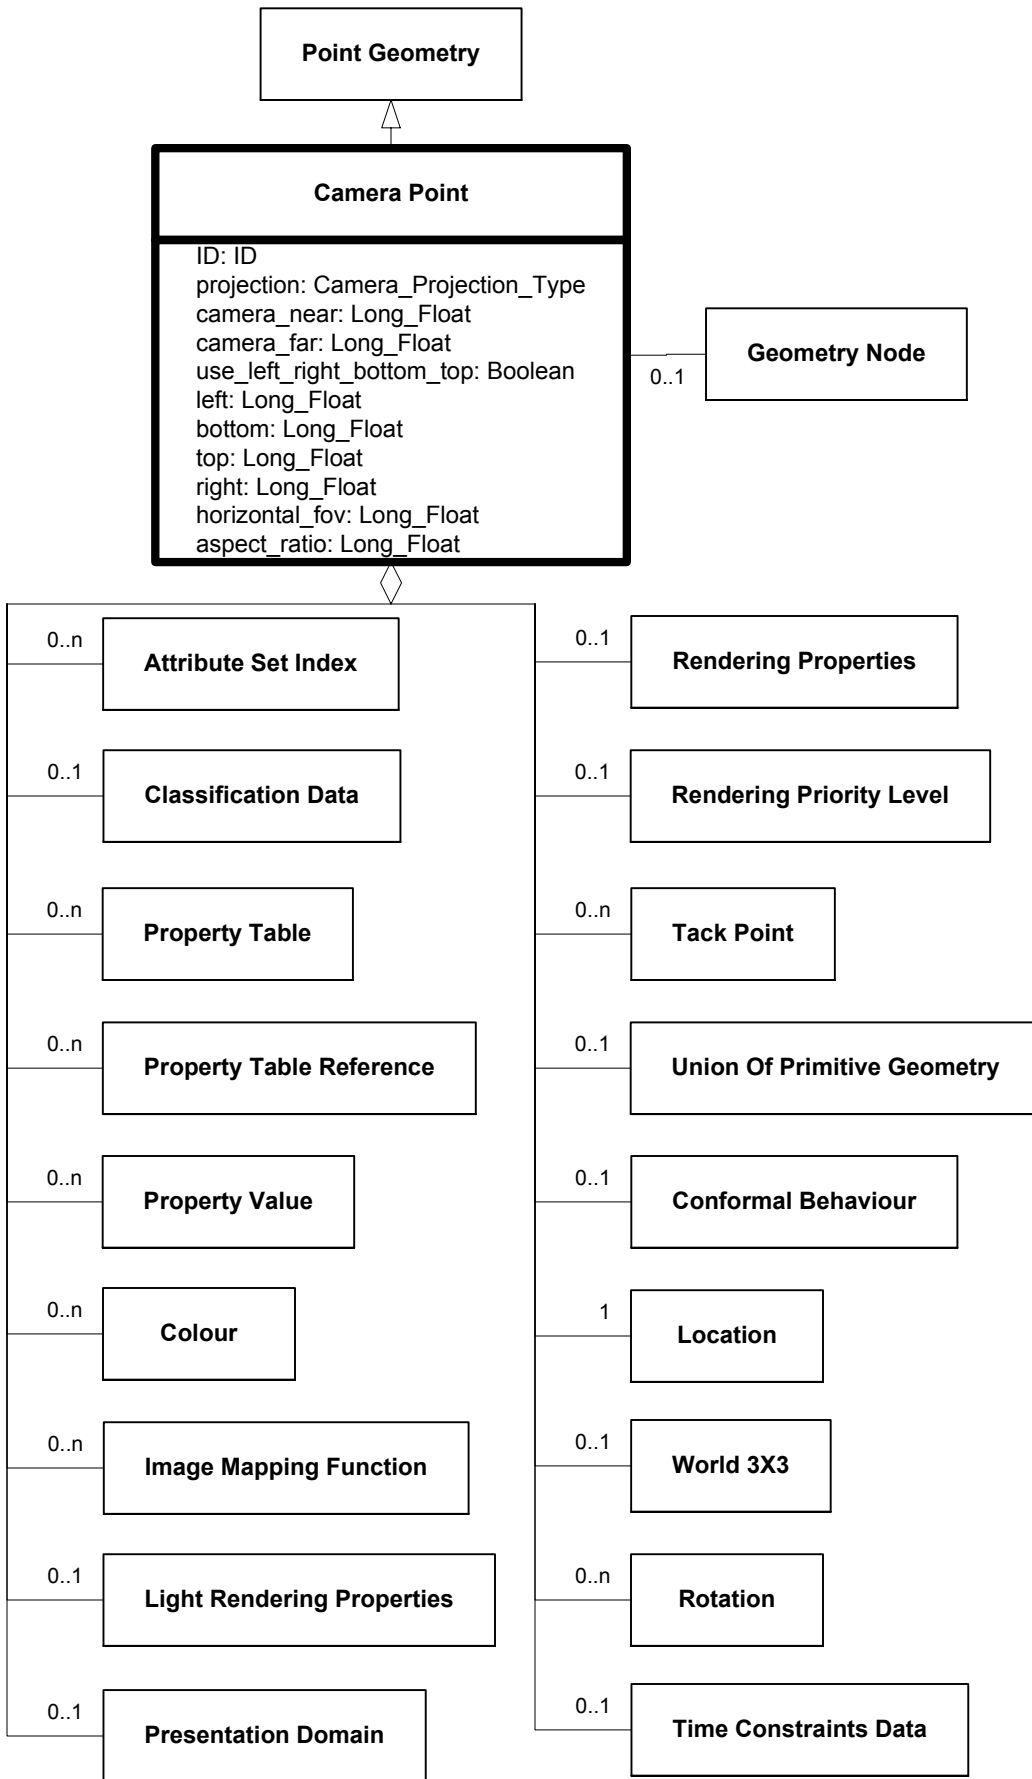 Point Geometry
Camera Point
ID: ID
projection: Camera_Projection_Type
camera_near: Long_Float
camera_far: Long_Float
use_left_right_bottom_top: Boolean
left: Long_Float
bottom: Long_Float
top: Long_Float
right: Long_Float
horizontal_fov: Long_Float
aspect_ratio: Long_Float
Geometry Node
0..1
0..n
Attribute Set Index
0..1
Classification Data
0..n
Property Table
0..n
Property Table Reference
0..n
Property Value
0..n
Colour
0..n
Image Mapping Function
0..1
Light Rendering Properties
0..1
Presentation Domain
0..1
Rendering Properties
0..1
Rendering Priority Level
0..n
Tack Point
0..1
Union Of Primitive Geometry
0..1
Conformal Behaviour
1
Location
0..1
World 3X3
0..n
Rotation
0..1
Time Constraints Data